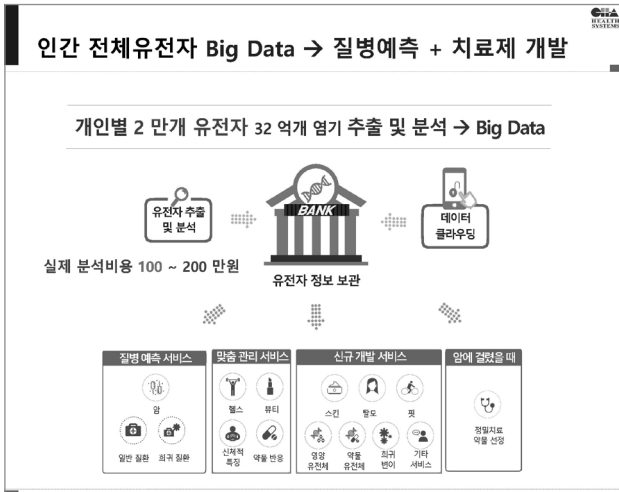 CHA
HEALTH
SYSTEMS
인간 전체유전자 Big Data → 질병예측 + 치료제 개발
개인별 2 만개 유전자 32 억개 염기 추출 및 분석 → Big Data
유전자 추출
및 분석
BANK
데이터
클라우딩
실제 분석비용 100 ~ 200 만원
유전자 정보 보관
질병 예측 서비스
암
일반 질환
희귀 질환
맞춤 관리 서비스
헬스
뷰티
신체적
특징
약물 반응
신규 개발 서비스
스킨
탈모
핏
영양
유전체
약물
유전체
희귀
변이
기타
서비스
암에 걸렸을 때
정밀치료
약물 선정